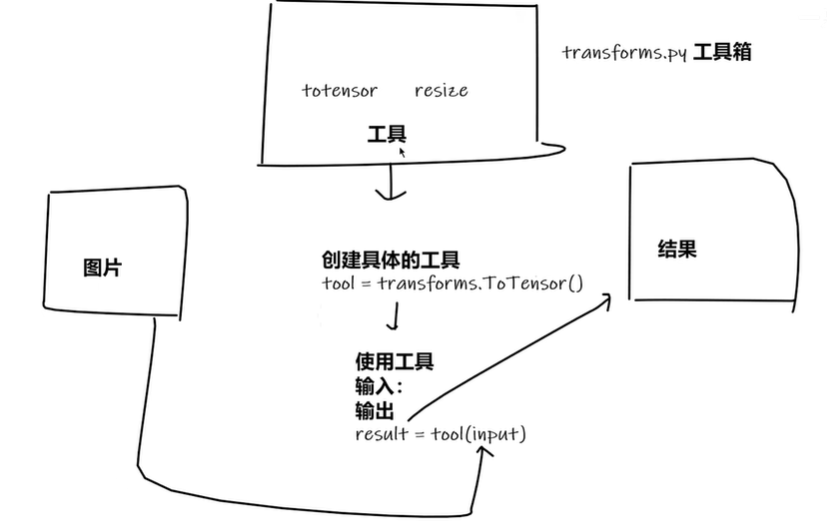 transforms.py 工具箱
totensor resize
工具
图片
创建具体的工具
tool = transforms.ToTensor()
结果
使用工具
输入：
输出
result = tool(input)